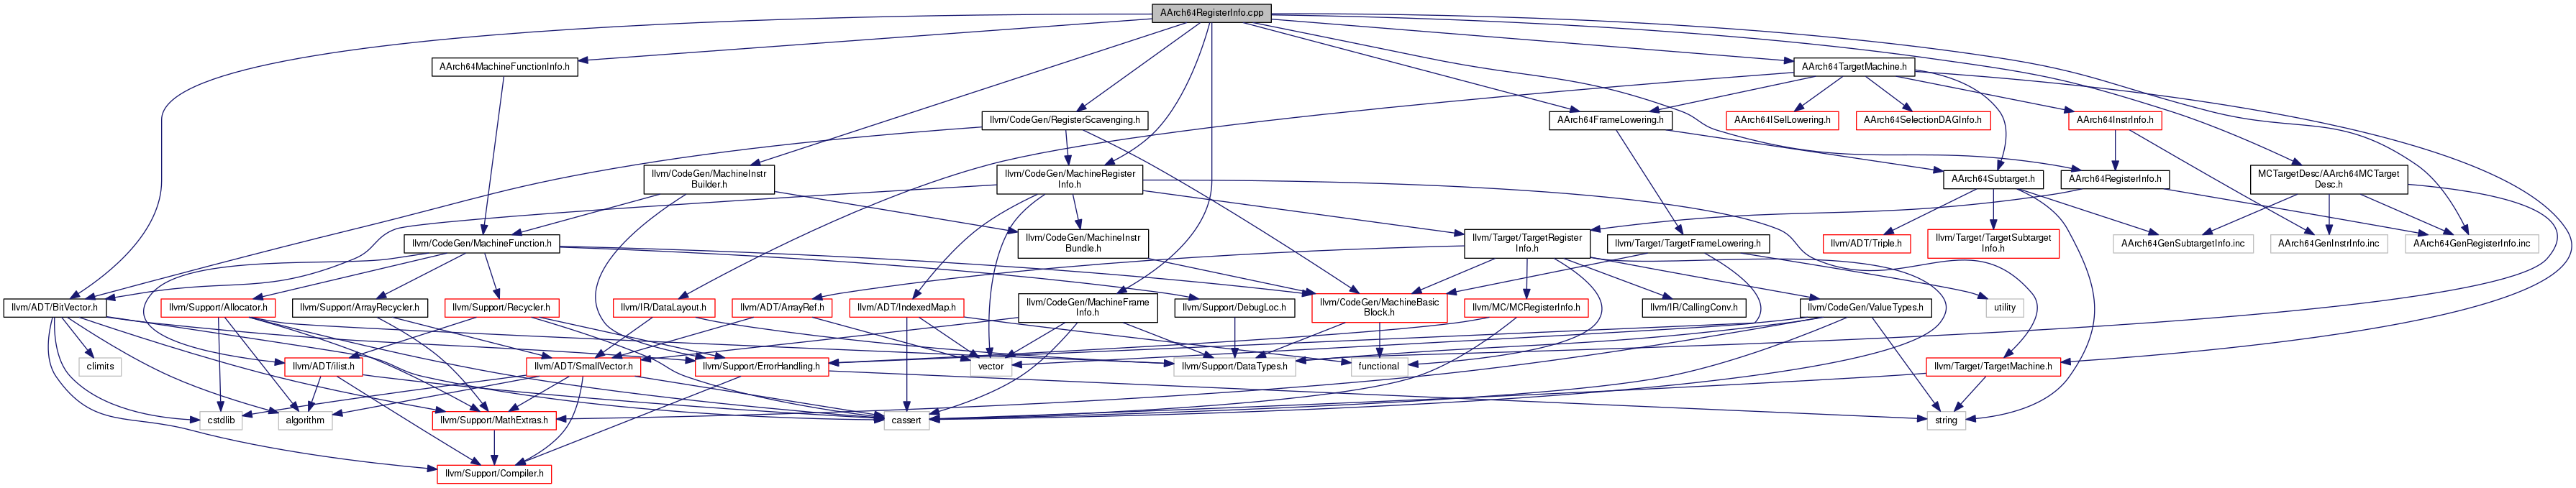 AArch64RegisterInfo.cpp
AArch64MachineFunctionInfo.h
AArch64TargetMachine.h
llvm/CodeGen/RegisterScavenging.h
AArch64FrameLowering.h
AArch64ISelLowering.h
AArch64SelectionDAGInfo.h
AArch64InstrInfo.h
llvm/CodeGen/MachineInstr
Builder.h
llvm/CodeGen/MachineRegister
Info.h
AArch64Subtarget.h
AArch64RegisterInfo.h
MCTargetDesc/AArch64MCTarget
Desc.h
llvm/CodeGen/MachineFunction.h
llvm/CodeGen/MachineInstr
Bundle.h
llvm/Target/TargetRegister
Info.h
llvm/Target/TargetFrameLowering.h
llvm/ADT/Triple.h
llvm/Target/TargetSubtarget
Info.h
AArch64GenSubtargetInfo.inc
AArch64GenInstrInfo.inc
AArch64GenRegisterInfo.inc
llvm/ADT/BitVector.h
llvm/Support/Allocator.h
llvm/Support/ArrayRecycler.h
llvm/Support/Recycler.h
llvm/IR/DataLayout.h
llvm/ADT/ArrayRef.h
llvm/ADT/IndexedMap.h
llvm/CodeGen/MachineFrame
Info.h
llvm/Support/DebugLoc.h
llvm/CodeGen/MachineBasic
Block.h
llvm/MC/MCRegisterInfo.h
llvm/IR/CallingConv.h
llvm/CodeGen/ValueTypes.h
utility
climits
llvm/ADT/ilist.h
llvm/ADT/SmallVector.h
llvm/Support/ErrorHandling.h
vector
llvm/Support/DataTypes.h
functional
llvm/Target/TargetMachine.h
cstdlib
algorithm
llvm/Support/MathExtras.h
cassert
string
llvm/Support/Compiler.h